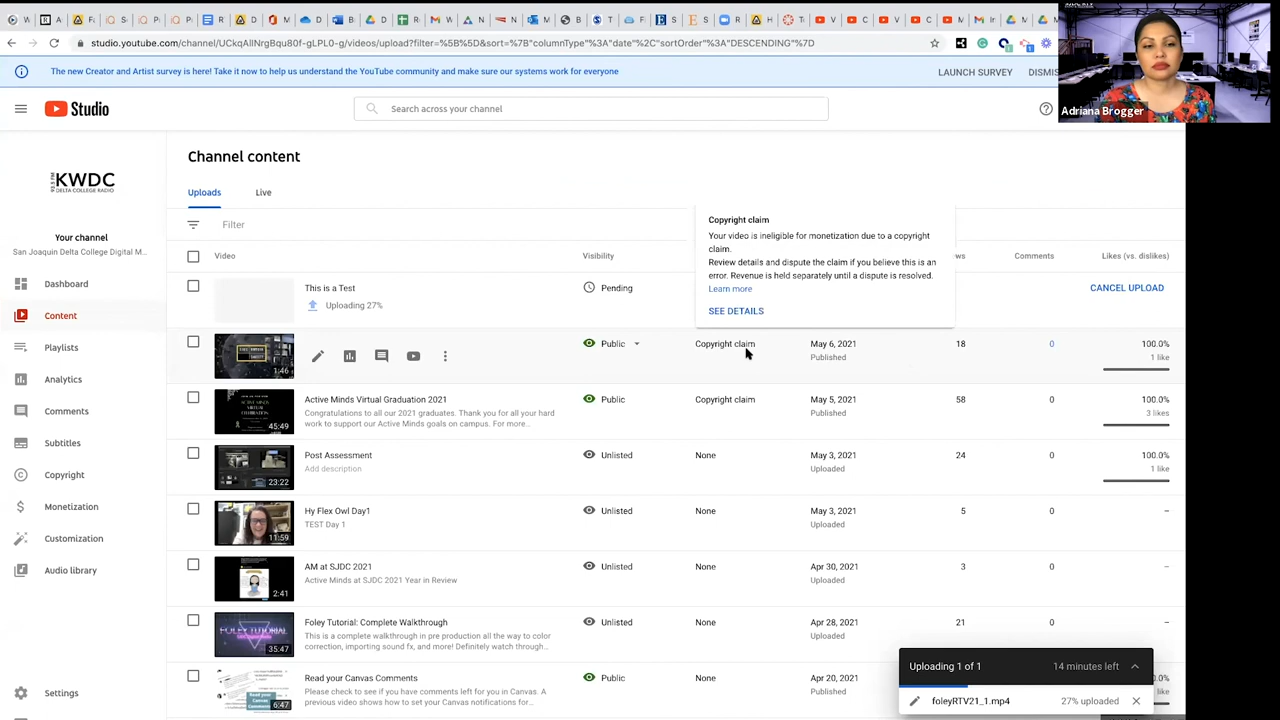 studio.youtube.com/channel/UCkqAlINrgBqu80f-gLPL0-g/videos/upload?filter=%5B%5D&sort=%7B"columnType"%3A"date"%2C"sortOrder"%3A"DESCENDING"%7D
The new Creator and Artist survey is here! Take it now to help us understand the YouTube community and make sure our systems work for everyone
LAUNCH SURVEY
DISMIS
Adriana Brogger
Studio
Search across your channel
93.5 FM KWDC
DELTA COLLEGE RADIO
Your channel
San Joaquin Delta College Digital M...
Dashboard
Content
Playlists
Analytics
Comments
Subtitles
Copyright
Monetization
Customization
Audio library
Settings
Channel content
Uploads Live
Filter
Video Visibility ws Comments Likes (vs. dislikes)
Copyright claim
Your video is ineligible for monetization due to a copyright
claim.
Review details and dispute the claim if you believe this is an
error. Revenue is held separately until a dispute is resolved.
Learn more
SEE DETAILS
This is a Test
Uploading 27%
Pending
CANCEL UPLOAD
1:46
Public Copyright claim May 6, 2021 18 0 100.0%
Published 1 like
45:49
Active Minds Virtual Graduation 2021 Public Copyright claim May 5, 2021 58 0 100.0%
Congratulations to all our 2021 graduates. Thank you for all your hard Published 3 likes
work to support our Active Minds goals on campus. For more...
23:22
Post Assessment Unlisted None May 3, 2021 24 0 100.0%
Add description Uploaded 1 like
11:59
Hy Flex Owl Day1 Unlisted None May 3, 2021 5 0 –
TEST Day 1 Uploaded
2:41
AM at SJDC 2021 Unlisted None Apr 30, 2021 3 0 –
Active Minds at SJDC 2021 Year in Review Uploaded
FOLEY TUTORIAL
35:47
Foley Tutorial: Complete Walkthrough Unlisted None Apr 28, 2021 21 0 –
This is a complete walkthrough in pre production all the way to color Uploaded
correction, importing sound fx, and more! Definitely watch through...
Read your
Canvas
Comments
6:47
Read your Canvas Comments Public None Apr 20, 2021
Please check to see if you have comments left for you in Canvas. A Published
previous video shows how to set your Canvas notifications for...
Uploading 1 of 1 14 minutes left
foleyRTV21_1.mp4 27% uploaded